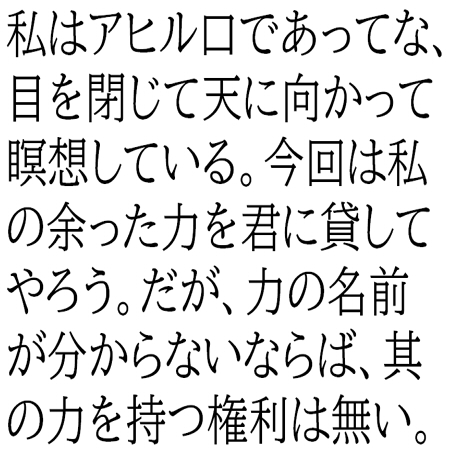 私はアヒル口であってな、
目を閉じて天に向かって
瞑想している。今回は私
の余った力を君に貸して
やろう。だが、力の名前
が分からないならば、其
の力を持つ権利は無い。